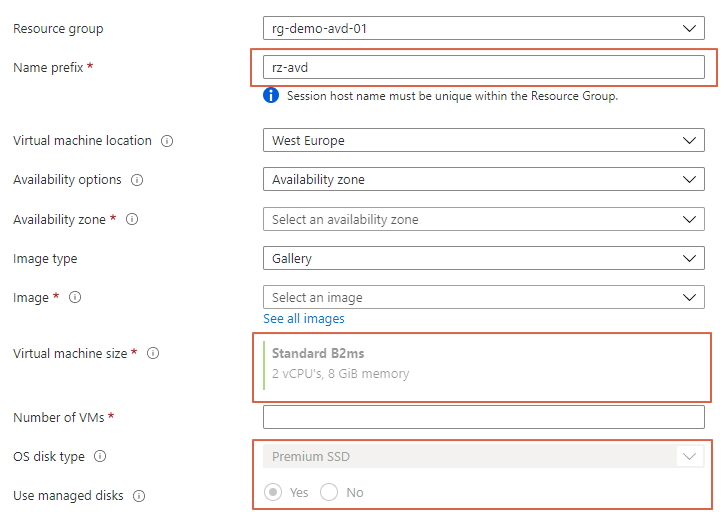 Resource group rg-demo-avd-01
Name prefix * rz-avd
Session host name must be unique within the Resource Group.
Virtual machine location West Europe
Availability options Availability zone
Availability zone * Select an availability zone
Image type Gallery
Image * Select an image
See all images
Virtual machine size * Standard B2ms
2 vCPU's, 8 GiB memory
Number of VMs *
OS disk type Premium SSD
Use managed disks Yes No